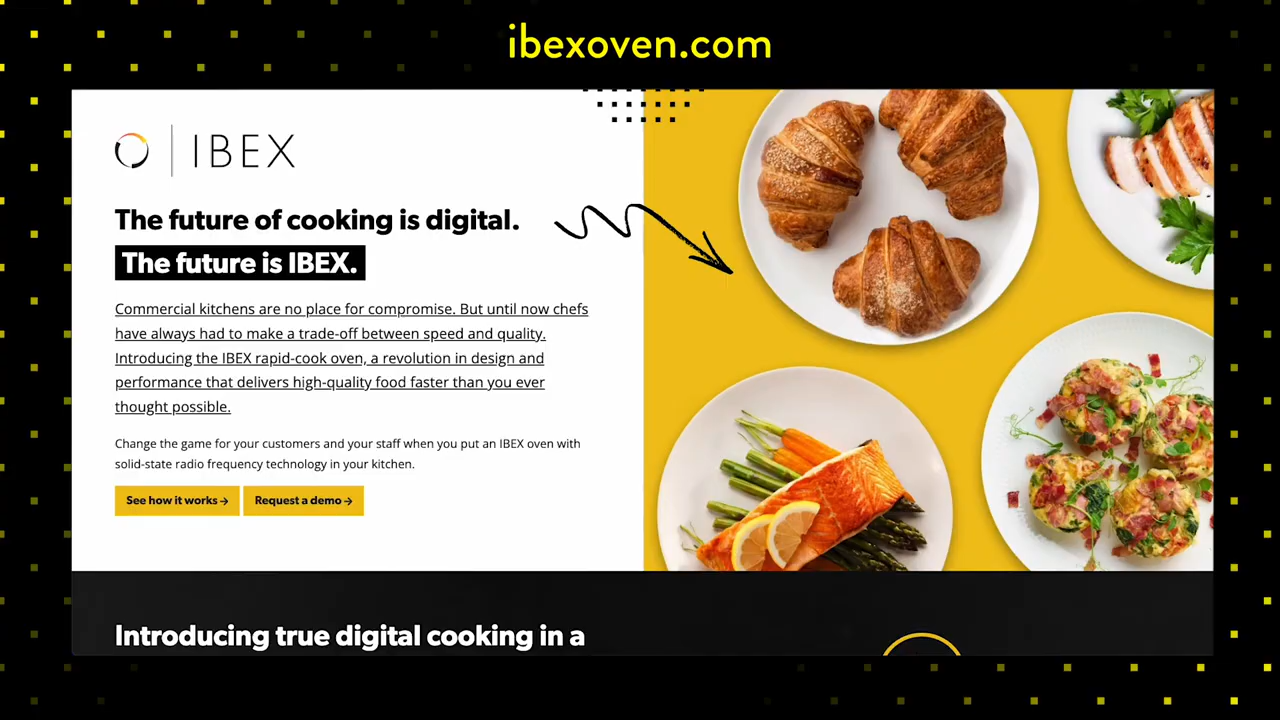 ibexoven.com
IBEX
The future of cooking is digital.
The future is IBEX.
Commercial kitchens are no place for compromise. But until now chefs
have always had to make a trade-off between speed and quality.
Introducing the IBEX rapid-cook oven, a revolution in design and
performance that delivers high-quality food faster than you ever
thought possible.
Change the game for your customers and your staff when you put an IBEX oven with
solid-state radio frequency technology in your kitchen.
See how it works →
Request a demo →
Introducing true digital cooking in a